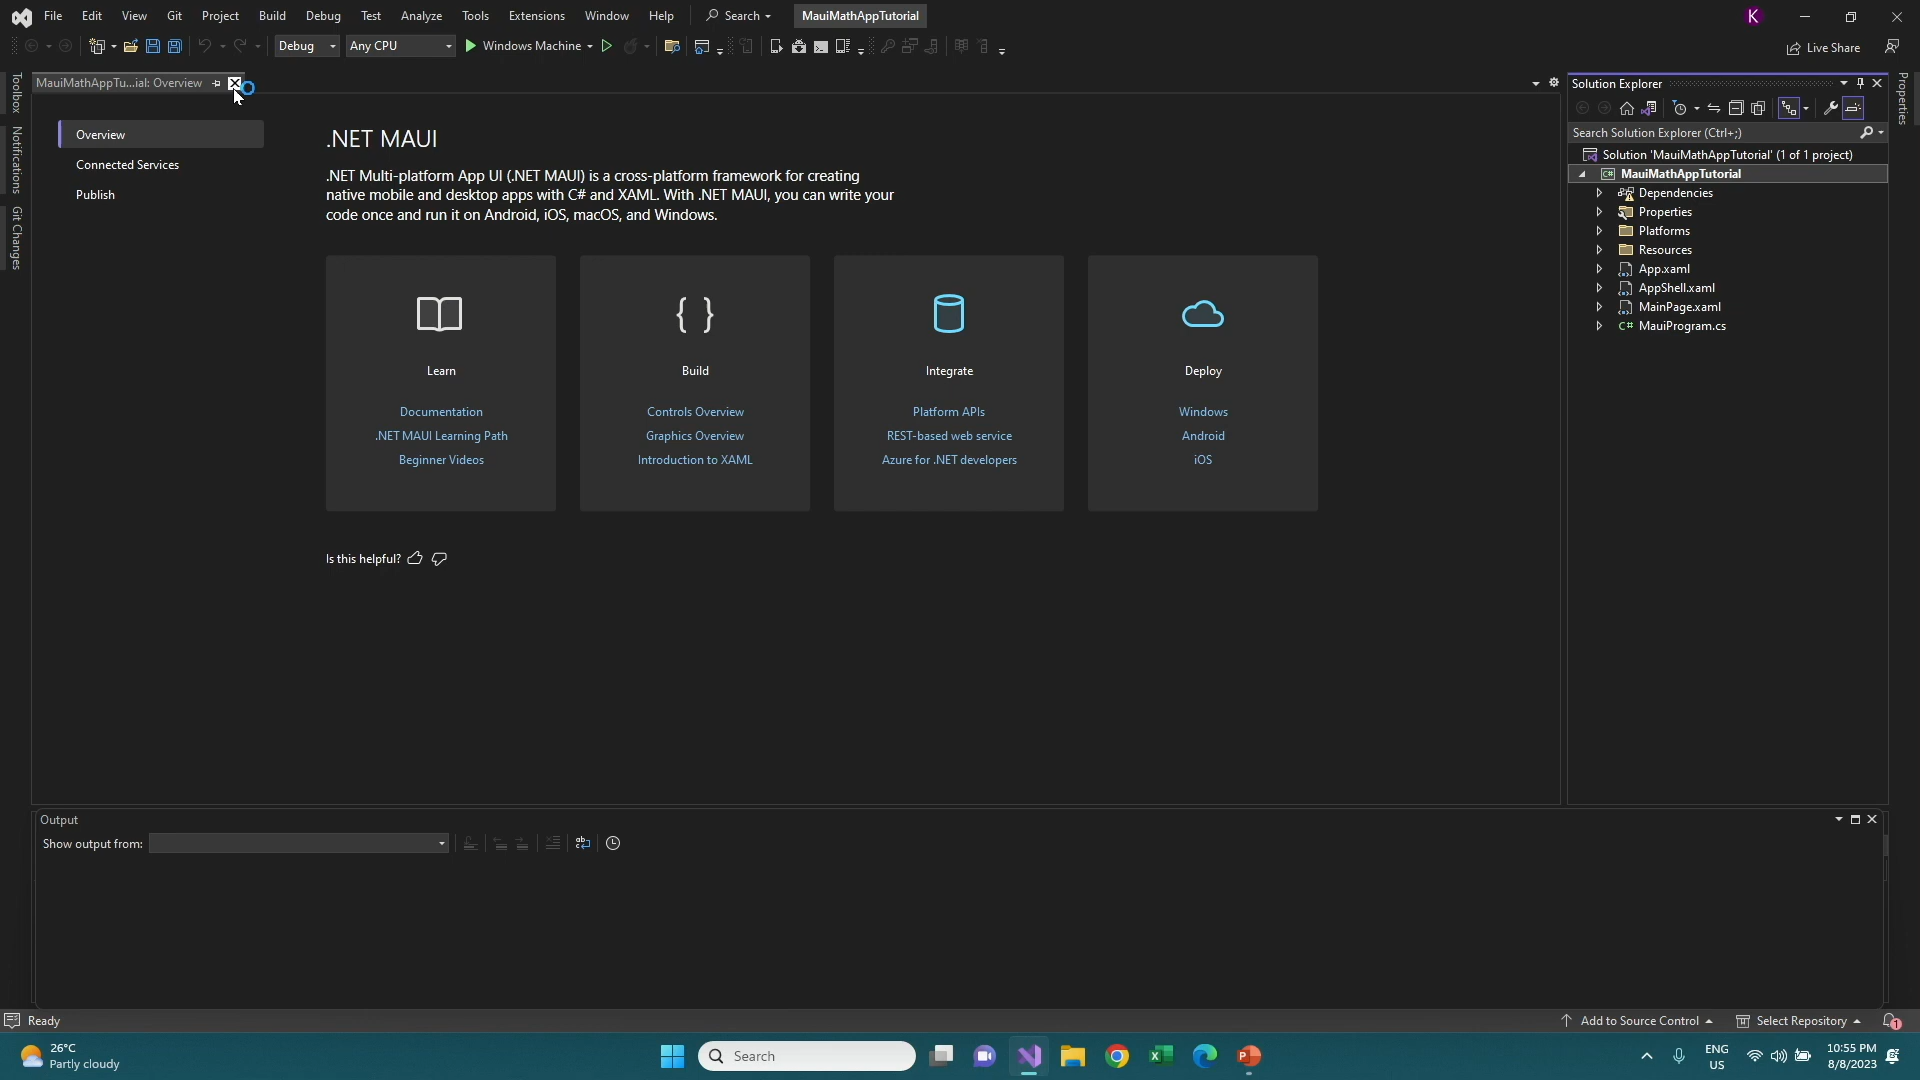 File Edit View Git Project Build Debug Test Analyze Tools Extensions Window Help Search MauiMathAppTutorial K
Debug Any CPU Windows Machine Live Share
MauiMathAppTu...ial: Overview
Toolbox
Notifications
Git Changes
Overview
Connected Services
Publish
.NET MAUI
.NET Multi-platform App UI (.NET MAUI) is a cross-platform framework for creating
native mobile and desktop apps with C# and XAML. With .NET MAUI, you can write your
code once and run it on Android, iOS, macOS, and Windows.
Learn
Documentation
.NET MAUI Learning Path
Beginner Videos
{ }
Build
Controls Overview
Graphics Overview
Introduction to XAML
Integrate
Platform APIs
REST-based web service
Azure for .NET developers
Deploy
Windows
Android
iOS
Is this helpful?
Solution Explorer
Search Solution Explorer (Ctrl+;)
Solution 'MauiMathAppTutorial' (1 of 1 project)
C# MauiMathAppTutorial
Dependencies
Properties
Platforms
Resources
App.xaml
AppShell.xaml
MainPage.xaml
C# MauiProgram.cs
Properties
Output
Show output from:
Ready
Add to Source Control Select Repository 1
26°C
Partly cloudy
Search
ENG
US
10:55 PM
8/8/2023